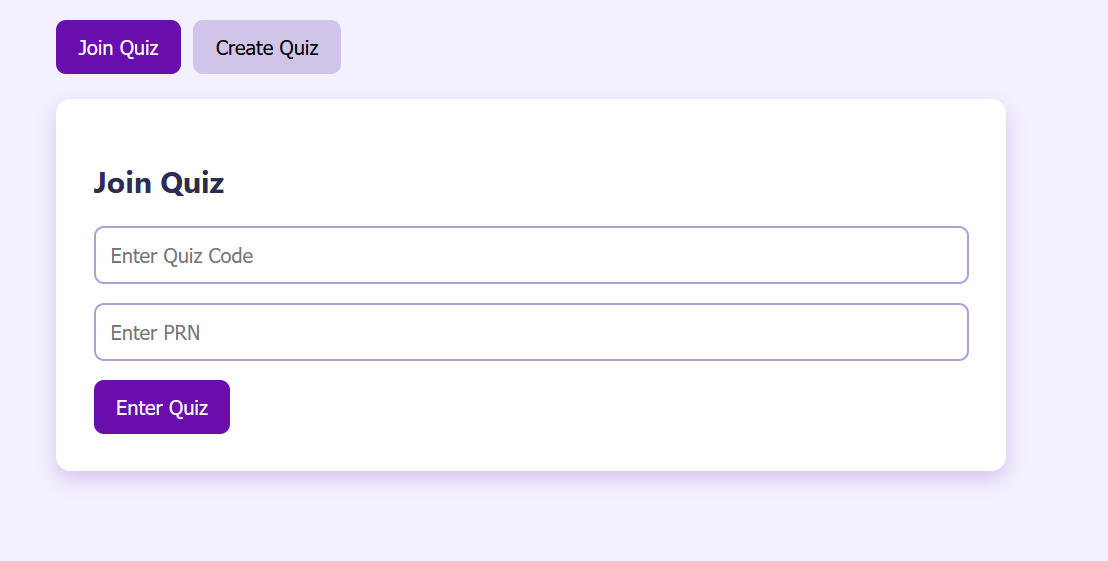 Join Quiz Create Quiz
Join Quiz
Enter Quiz Code
Enter PRN
Enter Quiz